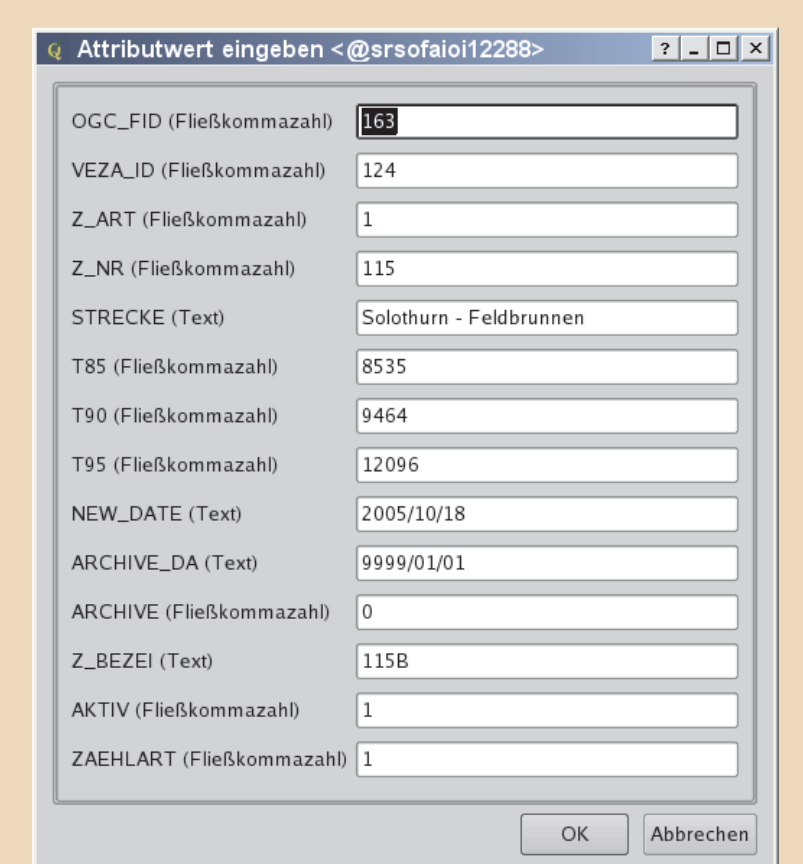 Attributwert eingeben <@srsofaioi12288>
OGC_FID (Fließkommazahl) 163
VEZA_ID (Fließkommazahl) 124
Z_ART (Fließkommazahl) 1
Z_NR (Fließkommazahl) 115
STRECKE (Text) Solothurn - Feldbrunnen
T85 (Fließkommazahl) 8535
T90 (Fließkommazahl) 9464
T95 (Fließkommazahl) 12096
NEW_DATE (Text) 2005/10/18
ARCHIVE_DA (Text) 9999/01/01
ARCHIVE (Fließkommazahl) 0
Z_BEZEI (Text) 115B
AKTIV (Fließkommazahl) 1
ZAEHLART (Fließkommazahl) 1
OK Abbrechen